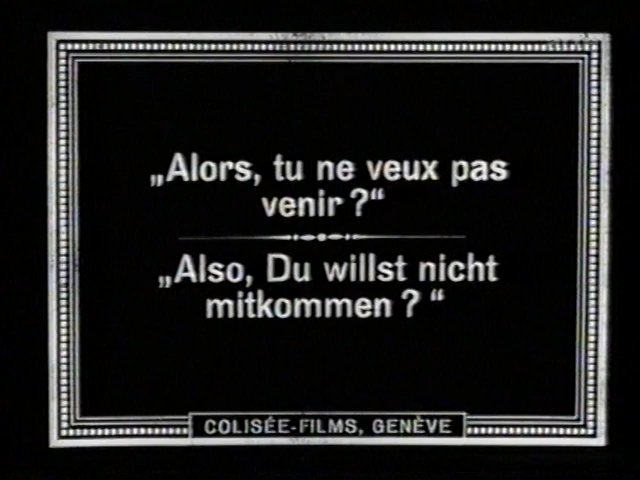 „Alors, tu ne veux pas
venir ?“
„Also, Du willst nicht
mitkommen ? “
COLISÉE-FILMS, GENÈVE